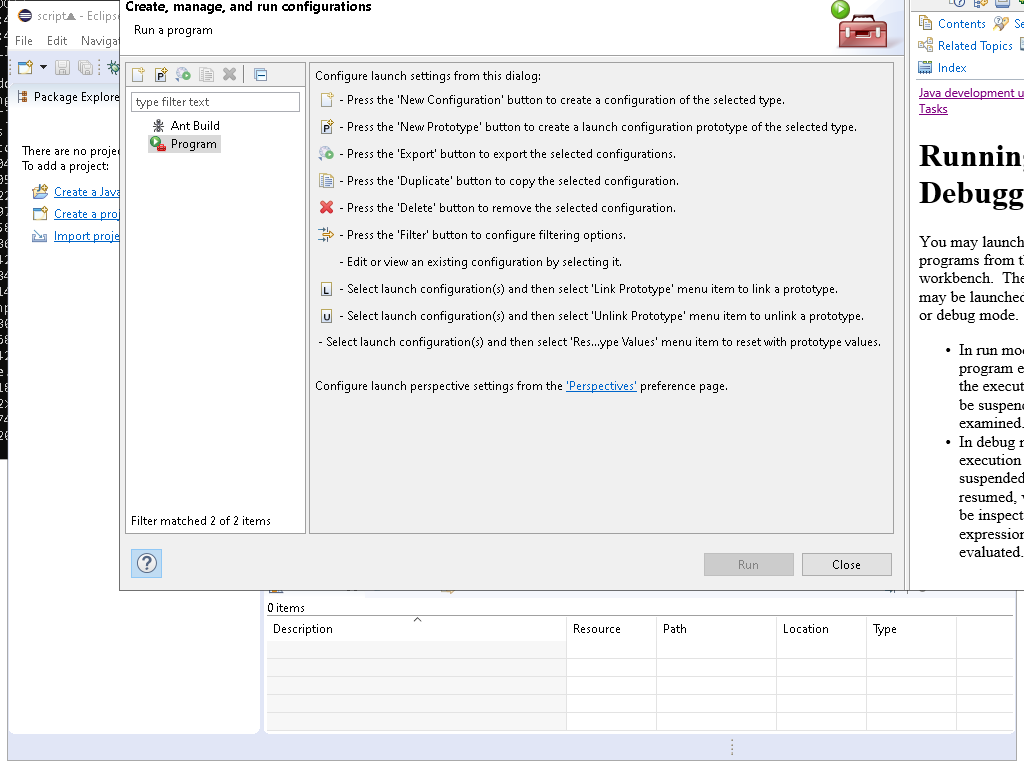 script - Eclipse
File Edit Naviga
Package Explore
There are no proje
To add a project:
Create a Java
Create a proj
Import proje
Create, manage, and run configurations
Run a program
type filter text
Ant Build
Program
Filter matched 2 of 2 items
Configure launch settings from this dialog:
- Press the 'New Configuration' button to create a configuration of the selected type.
P - Press the 'New Prototype' button to create a launch configuration prototype of the selected type.
- Press the 'Export' button to export the selected configurations.
- Press the 'Duplicate' button to copy the selected configuration.
- Press the 'Delete' button to remove the selected configuration.
- Press the 'Filter' button to configure filtering options.
- Edit or view an existing configuration by selecting it.
L - Select launch configuration(s) and then select 'Link Prototype' menu item to link a prototype.
U - Select launch configuration(s) and then select 'Unlink Prototype' menu item to unlink a prototype.
- Select launch configuration(s) and then select 'Res...ype Values' menu item to reset with prototype values.
Configure launch perspective settings from the 'Perspectives' preference page.
?
Run Close
Contents Se
Related Topics
Index
Java development u
Tasks
Running
Debugg
You may launch
programs from th
workbench. The
may be launched
or debug mode.
• In run mod
program e
the execut
be suspend
examined.
• In debug m
execution
suspended
resumed, v
be inspect
expression
evaluated.
0 items
Description Resource Path Location Type